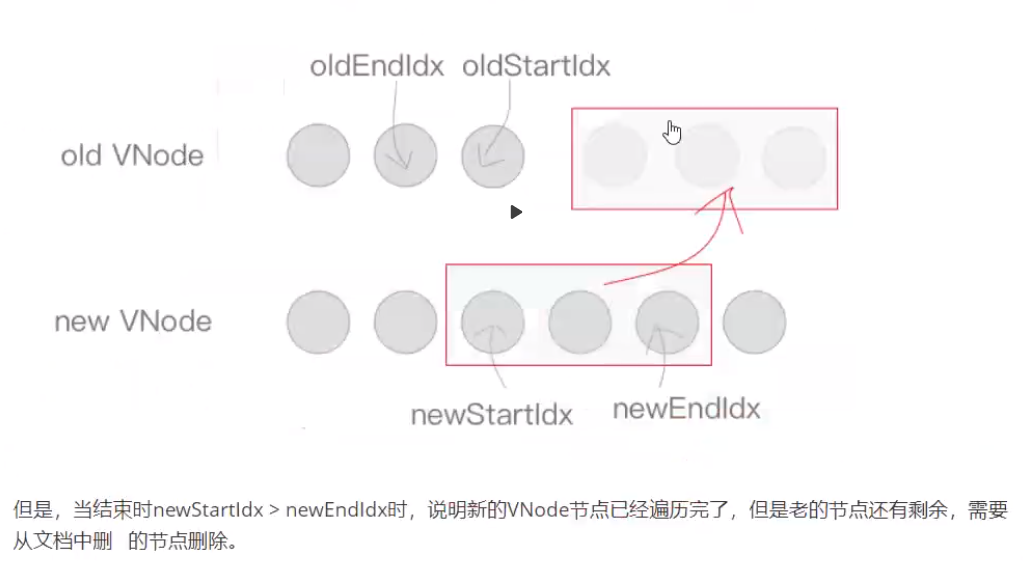 oldEndIdx oldStartIdx
old VNode
new VNode
newStartIdx newEndIdx
但是，当结束时newStartIdx > newEndIdx时，说明新的VNode节点已经遍历完了，但是老的节点还有剩余，需要
从文档中删 的节点删除。